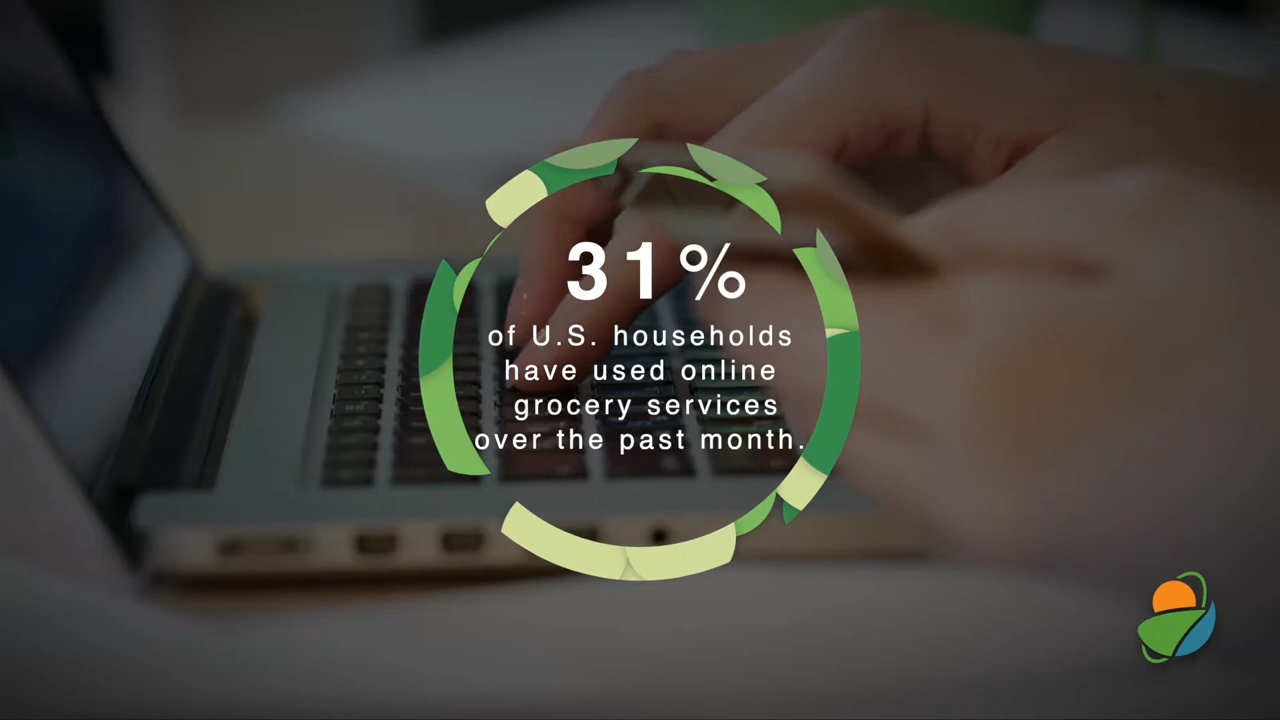 31%
of U.S. households
have used online
grocery services
over the past month.